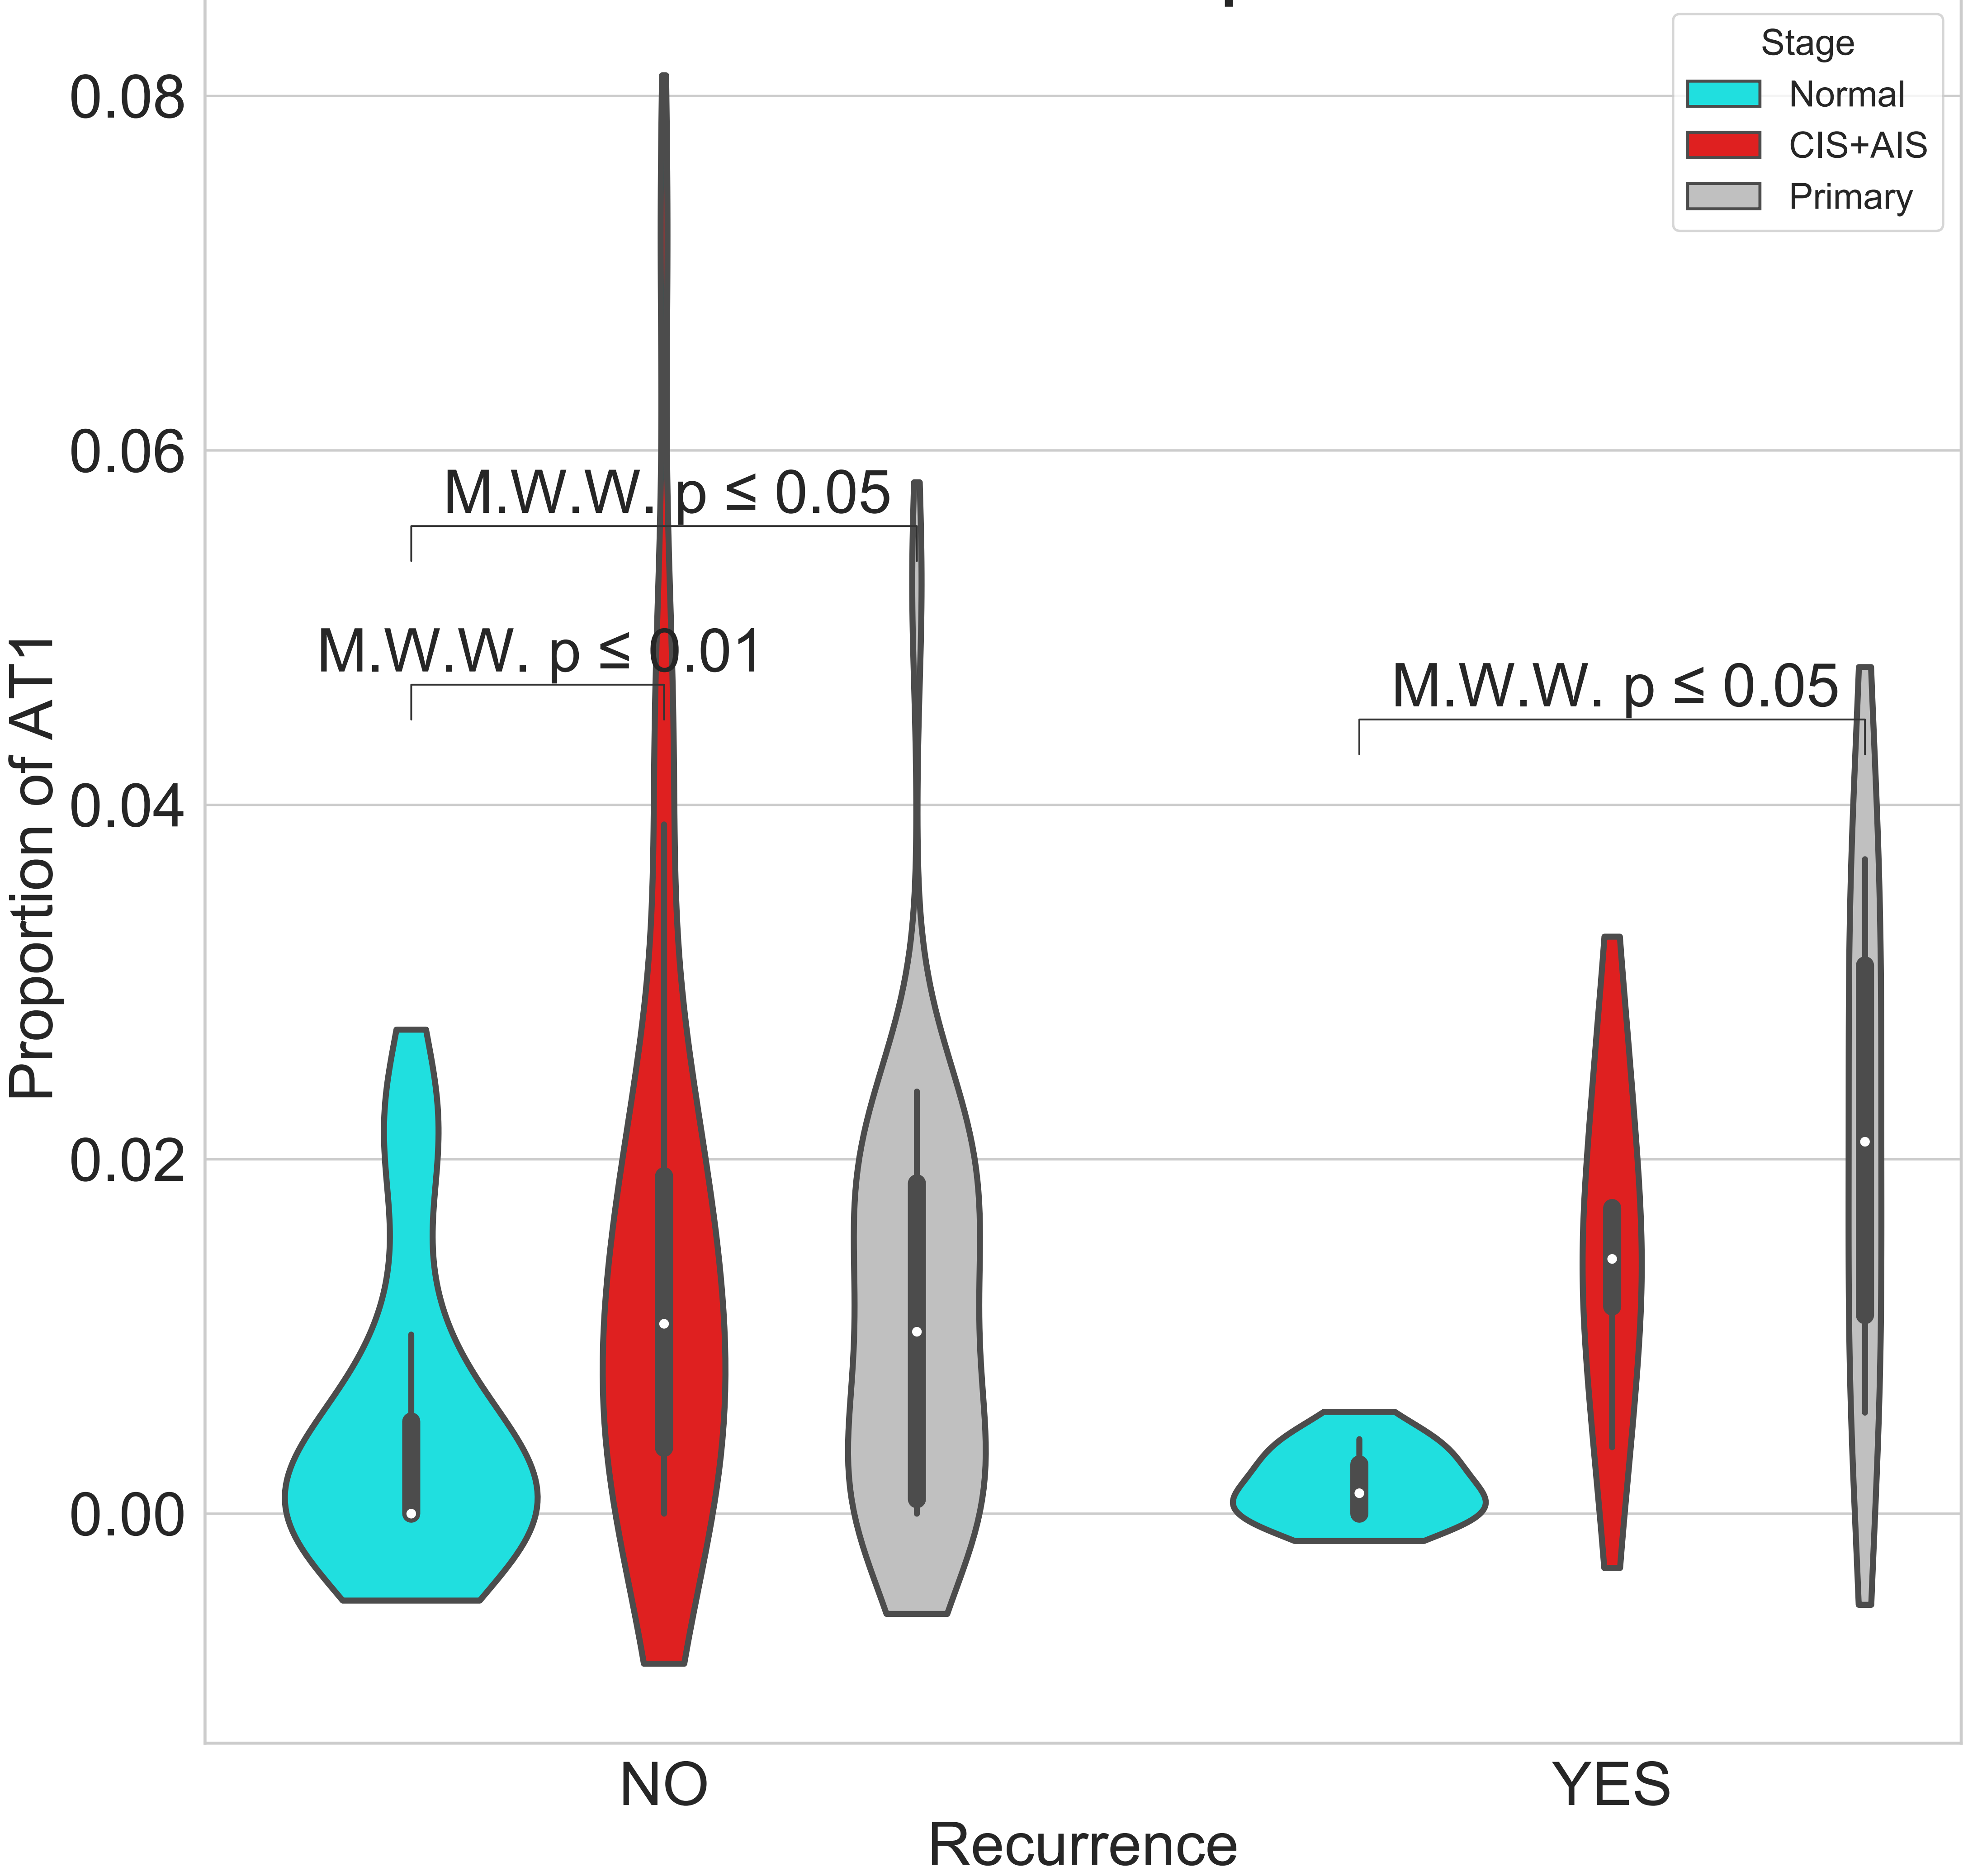 Stage
Normal
CIS+AIS
Primary
0.08
0.06
0.04
0.02
0.00
Proportion of AT1
M.W.W. p ≤ 0.05
M.W.W. p ≤ 0.01
M.W.W. p ≤ 0.05
NO
YES
Recurrence